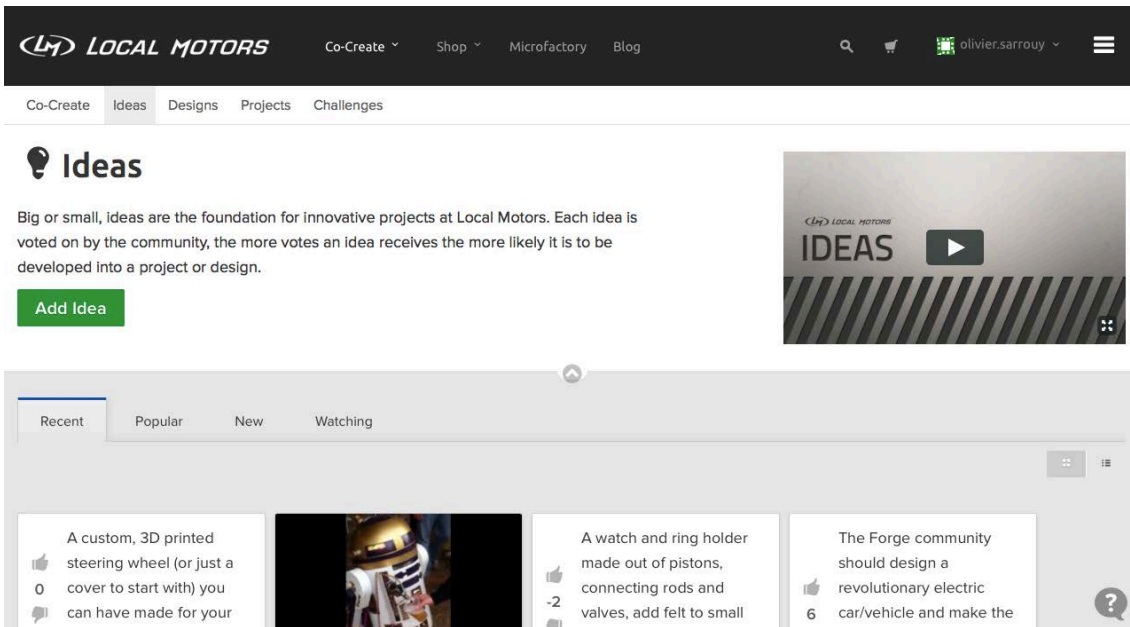 LM LOCAL MOTORS
Co-Create Shop Microfactory Blog
olivier.sarrouy
Co-Create Ideas Designs Projects Challenges
Ideas
Big or small, ideas are the foundation for innovative projects at Local Motors. Each idea is
voted on by the community, the more votes an idea receives the more likely it is to be
developed into a project or design.
Add Idea
LM LOCAL MOTORS
IDEAS
Recent Popular New Watching
A custom, 3D printed
steering wheel (or just a
cover to start with) you
can have made for your
0
A watch and ring holder
made out of pistons,
connecting rods and
valves, add felt to small
-2
The Forge community
should design a
revolutionary electric
car/vehicle and make the
6
?